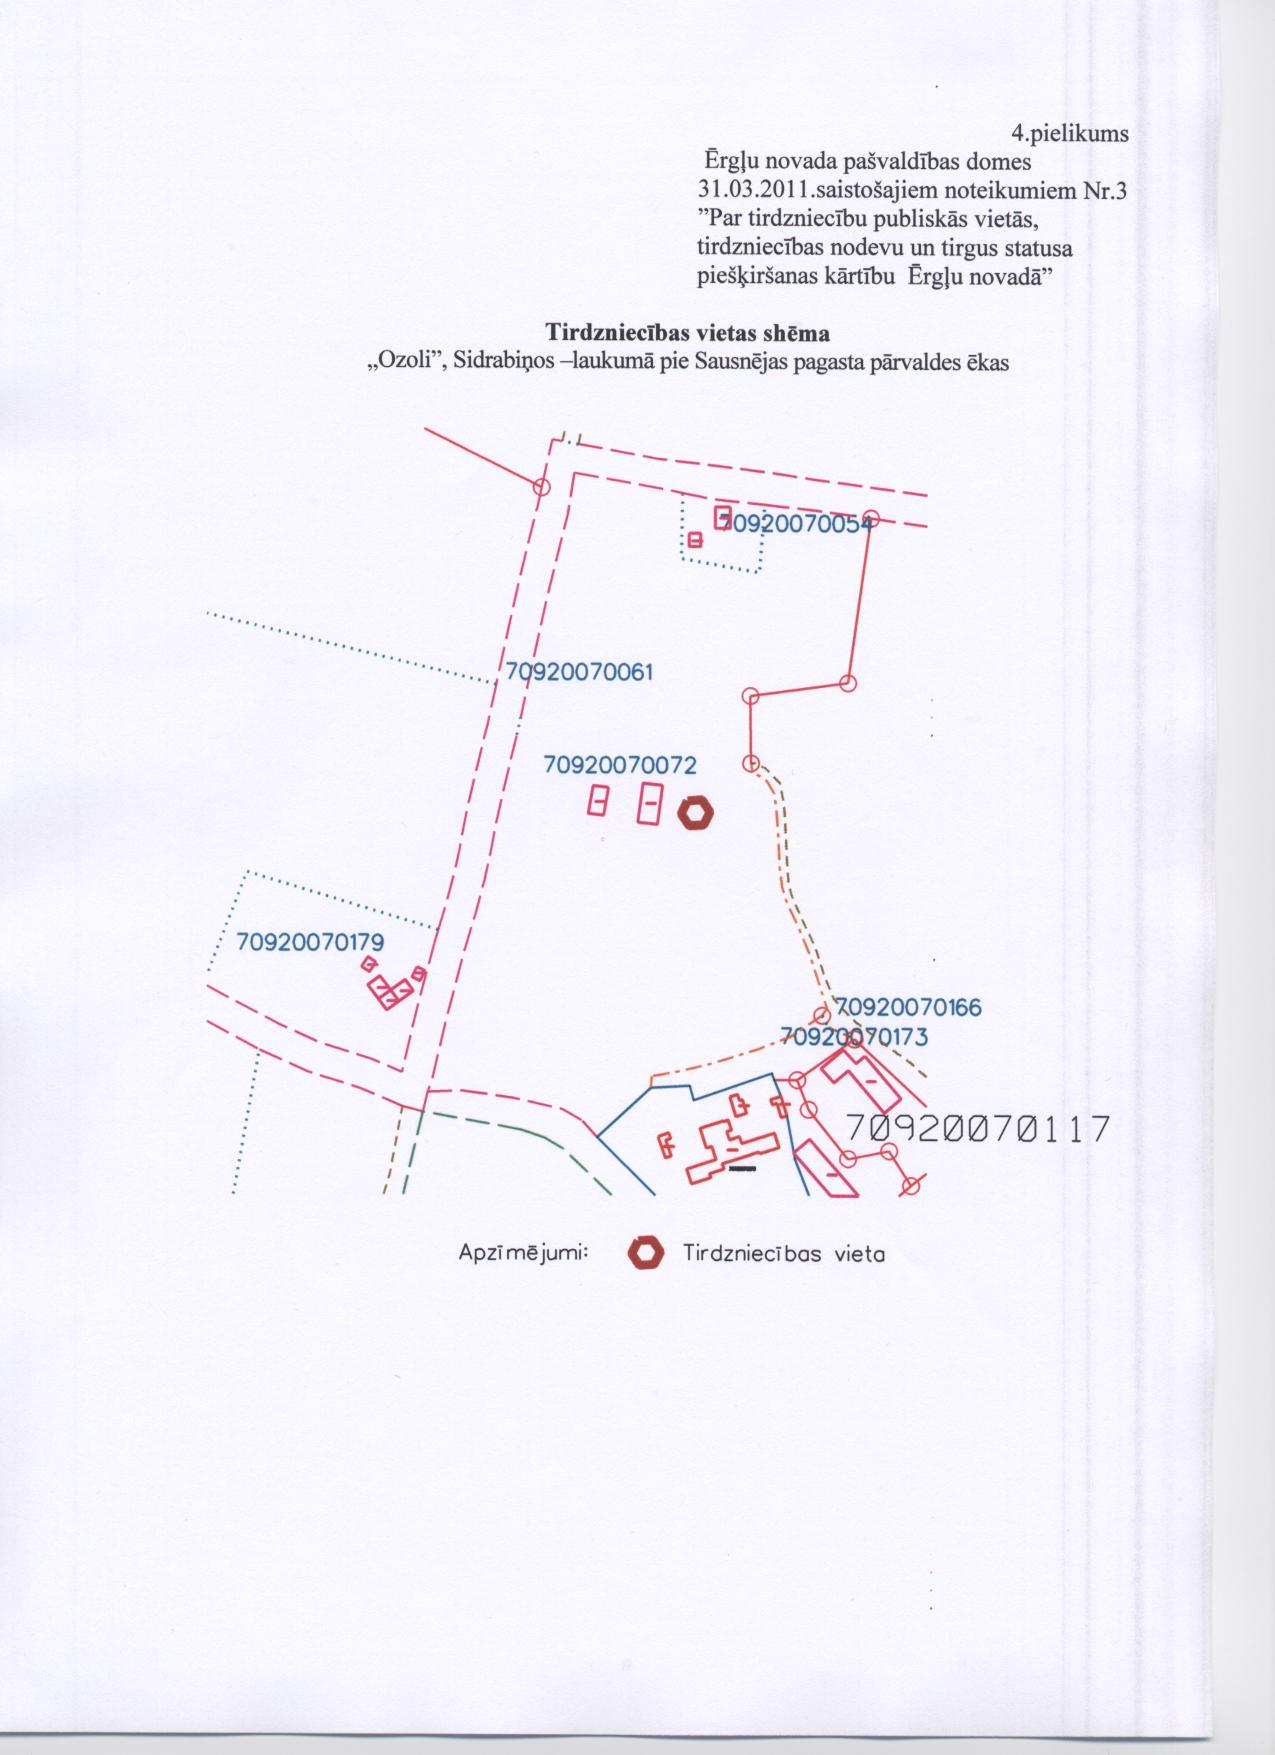 4.pielikums
Ērgļu novada pašvaldības domes
31.03.2011.saistošajiem noteikumiem Nr.3
”Par tirdzniecību publiskās vietās,
tirdzniecības nodevu un tirgus statusa
piešķiršanas kārtību Ērgļu novadā”
Tirdzniecības vietas shēma
„Ozoli”, Sidrabiņos –laukumā pie Sausnējas pagasta pārvaldes ēkas
70920070054
70920070061
70920070072
70920070179
70920070166
70920070173
70920070117
Apzīmējumi: Tirdzniecības vieta